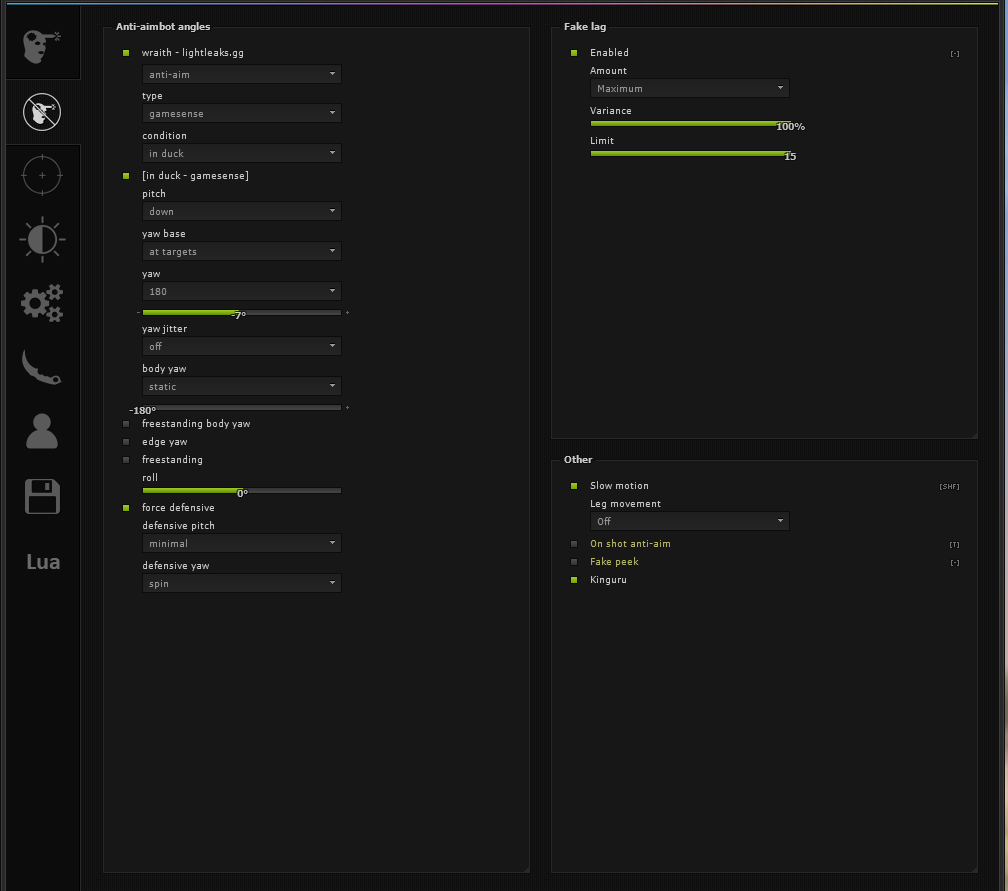 Anti-aimbot angles
wraith - lightleaks.gg
anti-aim
type
gamesense
condition
in duck
[in duck - gamesense]
pitch
down
yaw base
at targets
yaw
180
- -7° +
yaw jitter
off
body yaw
static
-180° +
freestanding body yaw
edge yaw
freestanding
roll
0°
force defensive
defensive pitch
minimal
defensive yaw
spin
Lua
Fake lag
Enabled [-]
Amount
Maximum
Variance
100%
Limit
15
Other
Slow motion [SHF]
Leg movement
Off
On shot anti-aim [T]
Fake peek [-]
Kinguru